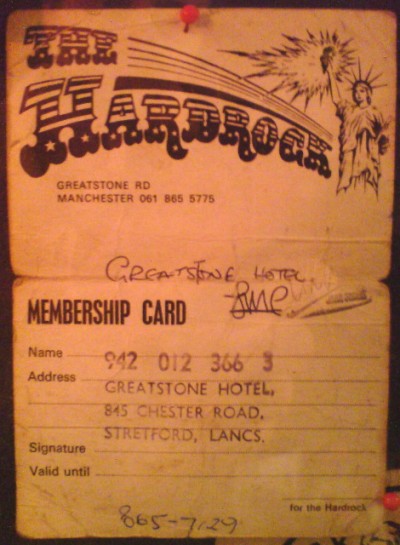 THE
HARDROCK
GREATSTONE RD
MANCHESTER 061 865 5775
GREATSTONE HOTEL.
MEMBERSHIP CARD
Name 942 012 366 3
Address GREATSTONE HOTEL,
845 CHESTER ROAD,
STRETFORD, LANCS.
Signature
Valid until
for the Hardrock
865-7129